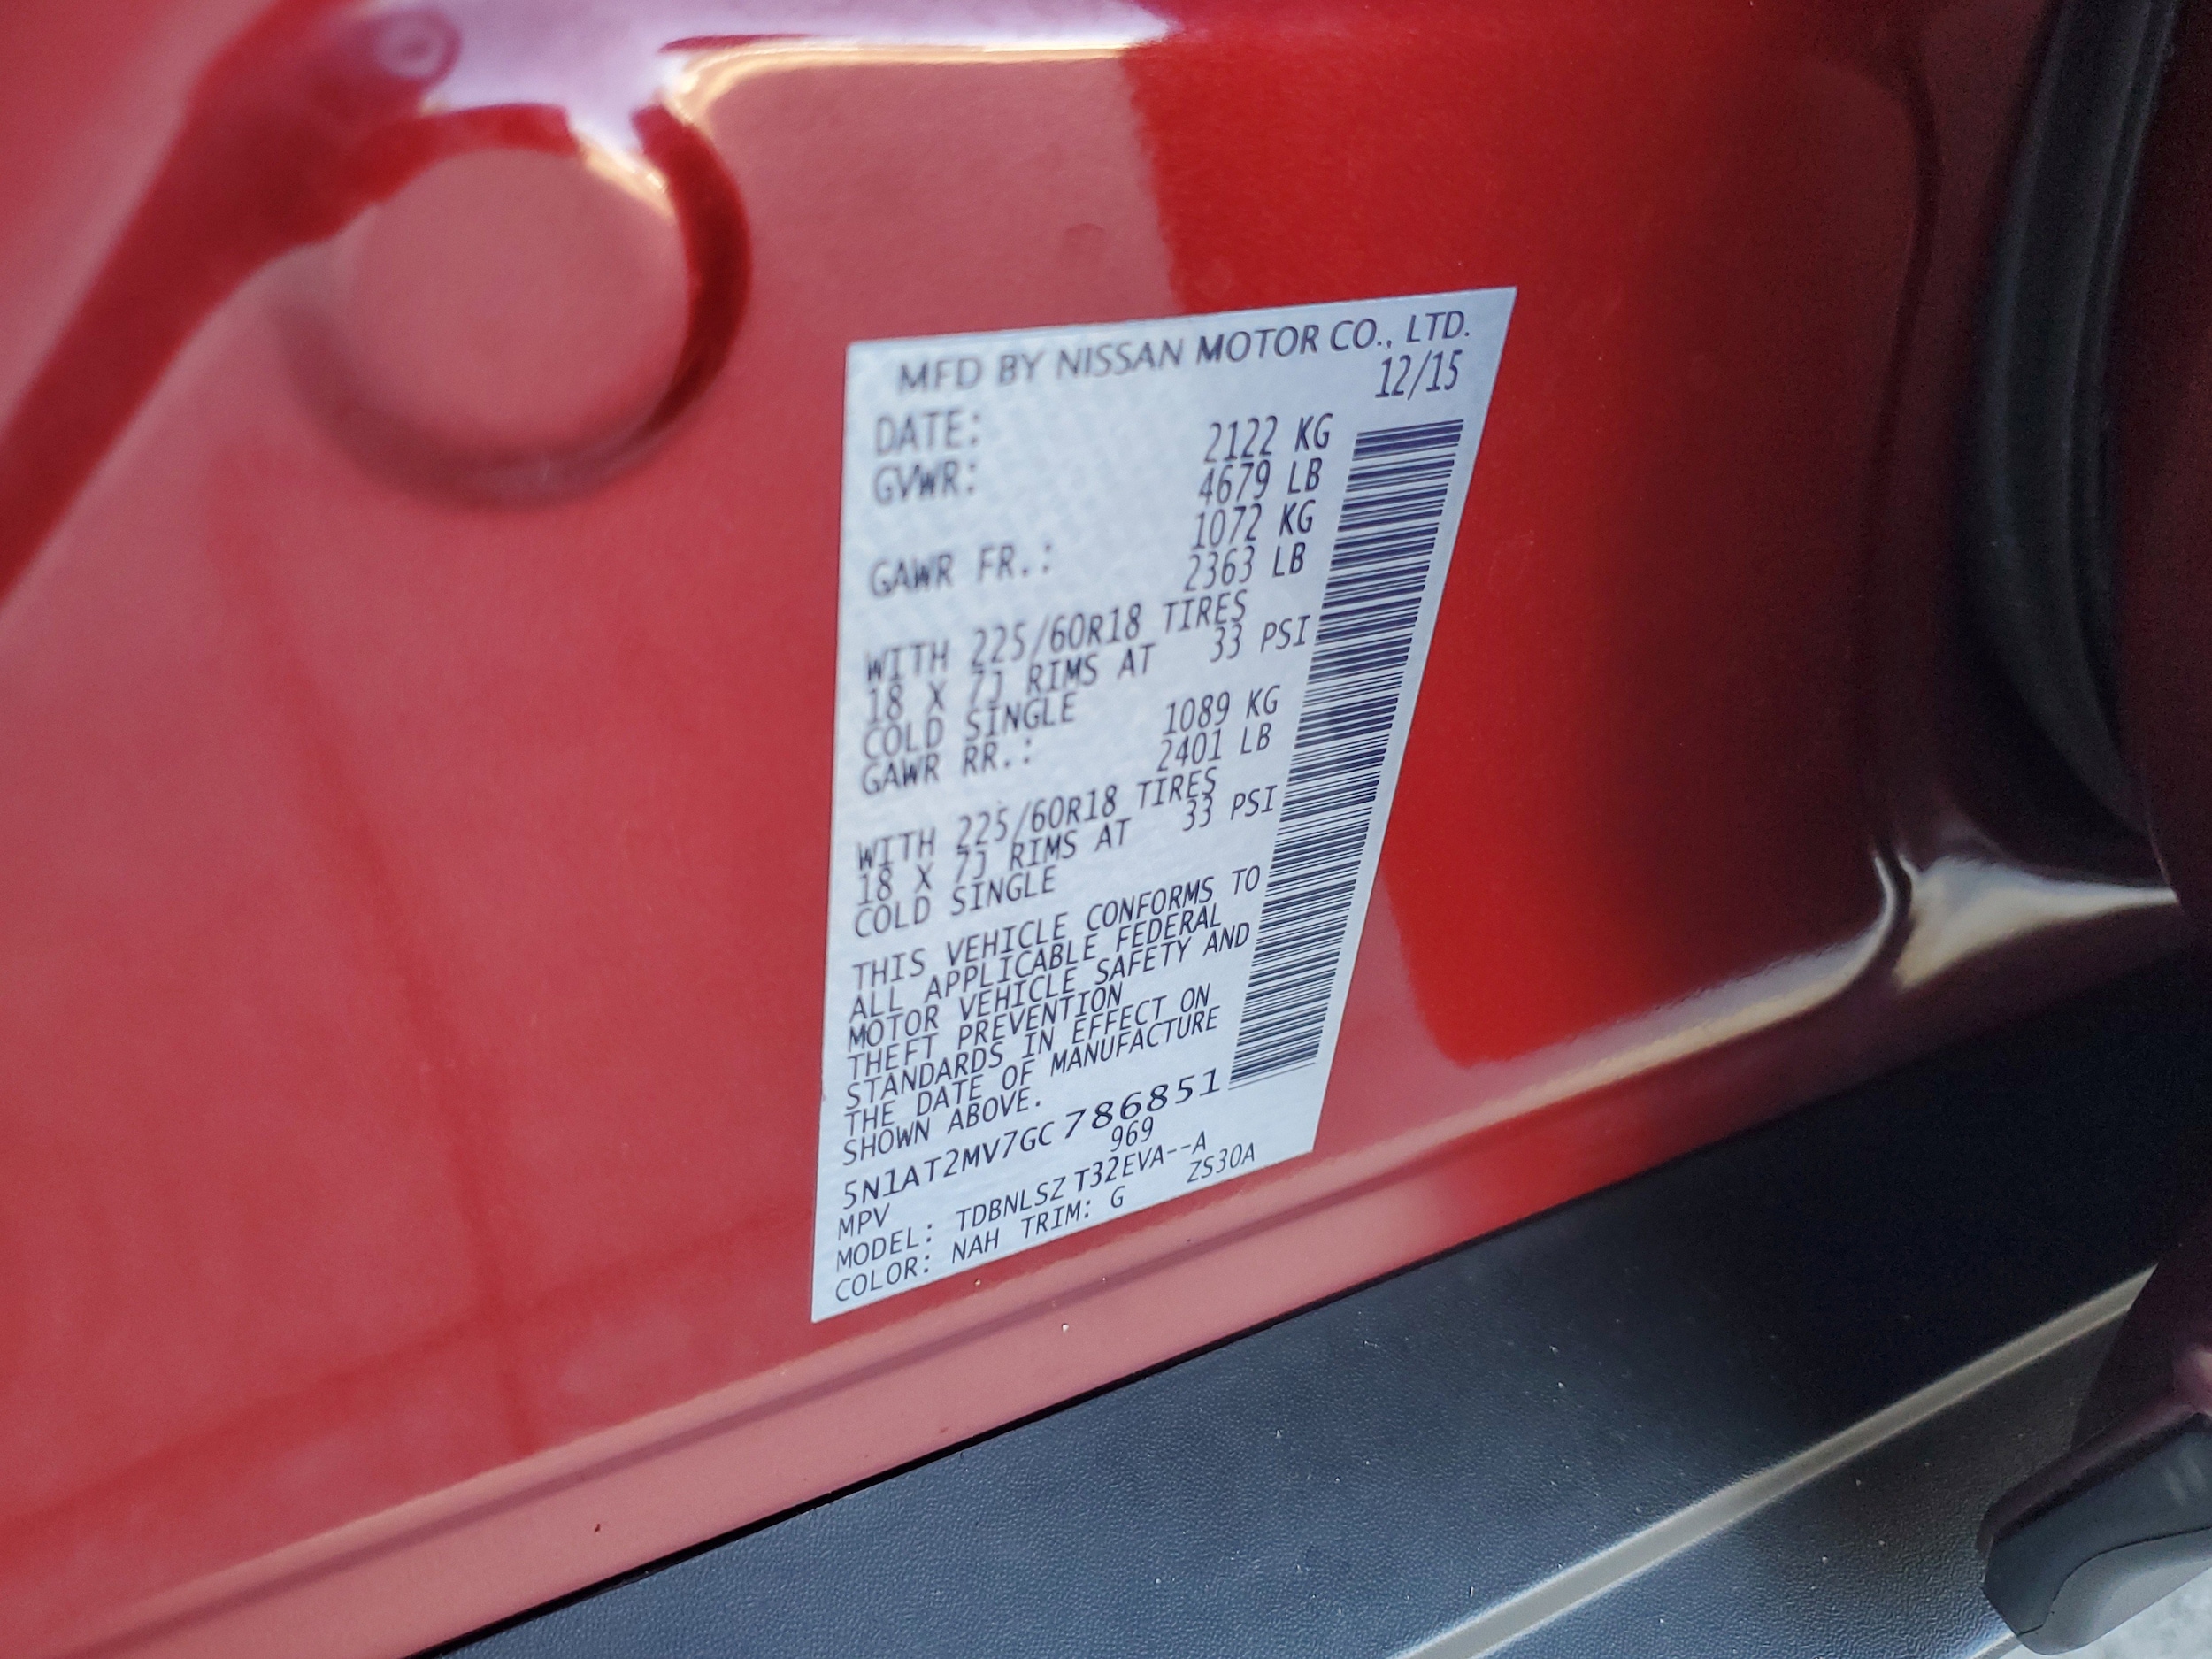 MFD BY NISSAN MOTOR CO., LTD.
DATE: 12/15
GVWR: 2122 KG
4679 LB
GAWR FR.: 1072 KG
2363 LB
WITH 225/60R18 TIRES
18 X 7J RIMS AT 33 PSI
COLD SINGLE
GAWR RR.: 1089 KG
2401 LB
WITH 225/60R18 TIRES
18 X 7J RIMS AT 33 PSI
COLD SINGLE
THIS VEHICLE CONFORMS TO
ALL APPLICABLE FEDERAL
MOTOR VEHICLE SAFETY AND
THEFT PREVENTION
STANDARDS IN EFFECT ON
THE DATE OF MANUFACTURE
SHOWN ABOVE.
5N1AT2MV7GC786851
MPV 969
MODEL: TDBNLSZ T32EVA--A
COLOR: NAH TRIM: G ZS30A